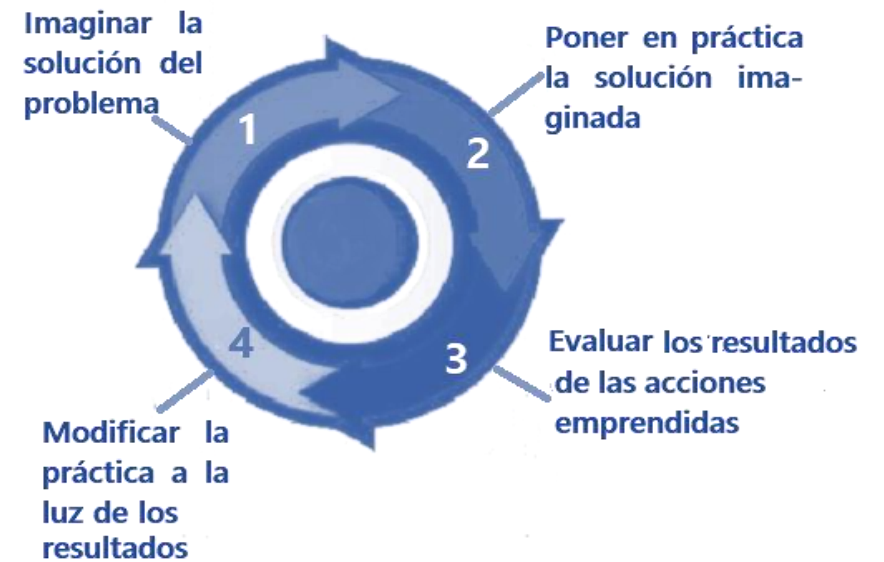 Imaginar la
solución del
problema
1
Poner en práctica
la solución ima-
ginada
2
Evaluar los resultados
de las acciones
emprendidas
3
Modificar la
práctica a la
luz de los
resultados
4